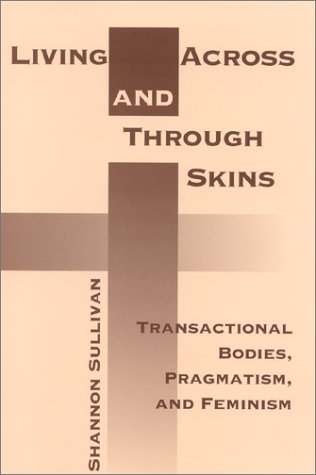 LIVING ACROSS
AND
THROUGH
SKINS
TRANSACTIONAL
BODIES,
PRAGMATISM,
AND FEMINISM
SHANNON SULLIVAN